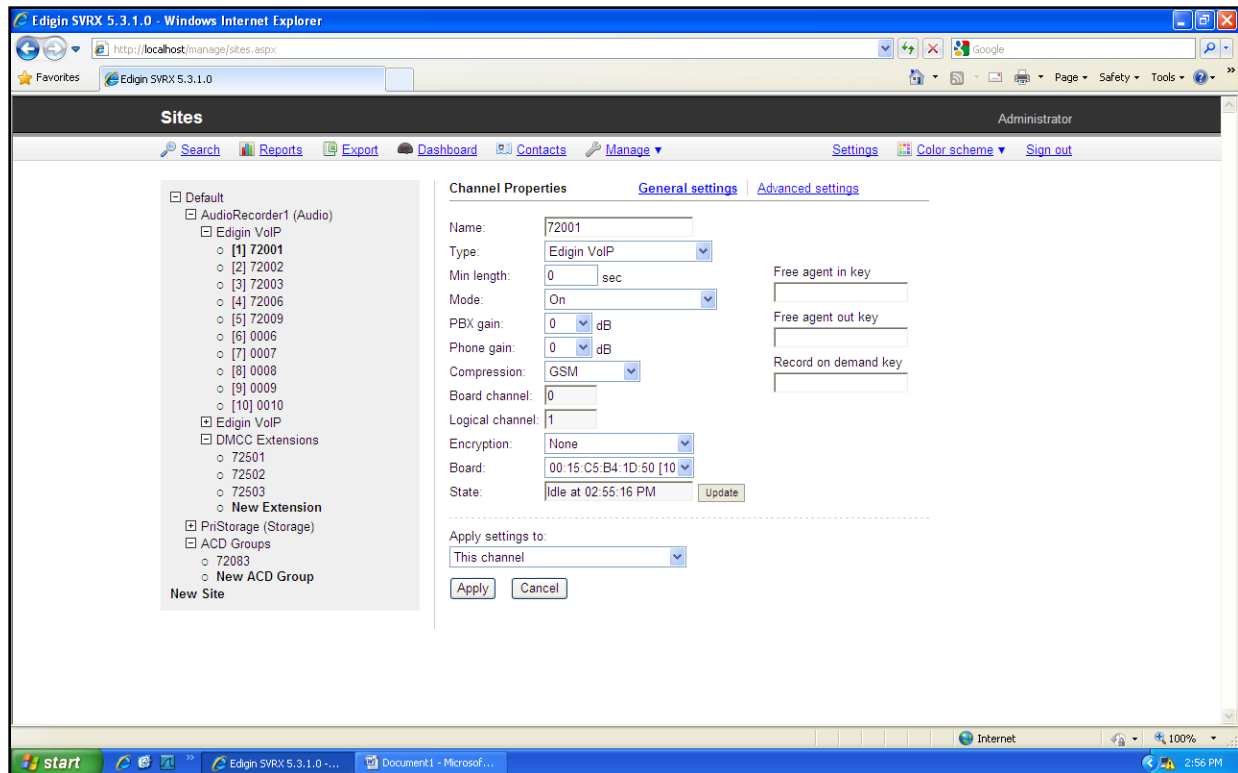 Edigin SVRX 5.3.1.0 - Windows Internet Explorer
http://localhost/manage/sites.aspx
Google
Favorites
Edigin SVRX 5.3.1.0
Page
Safety
Tools
Sites
Administrator
Search Reports Export Dashboard Contacts Manage ▼ Settings Color scheme ▼ Sign out
Default
AudioRecorder1 (Audio)
Edigin VoIP
[1] 72001
[2] 72002
[3] 72003
[4] 72006
[5] 72009
[6] 0006
[7] 0007
[8] 0008
[9] 0009
[10] 0010
Edigin VoIP
DMCC Extensions
72501
72502
72503
New Extension
PriStorage (Storage)
ACD Groups
72083
New ACD Group
New Site
Channel Properties General settings Advanced settings
Name: 72001
Type: Edigin VoIP
Min length: 0 sec
Mode: On
PBX gain: 0 dB
Phone gain: 0 dB
Compression: GSM
Board channel: 0
Logical channel: 1
Encryption: None
Board: 00:15:C5:B4:1D:50 [10
State: Idle at 02:55:16 PM Update
Free agent in key
Free agent out key
Record on demand key
Apply settings to:
This channel
Apply Cancel
Internet 100%
start Edigin SVRX 5.3.1.0 -... Document1 - Microsof... 2:56 PM